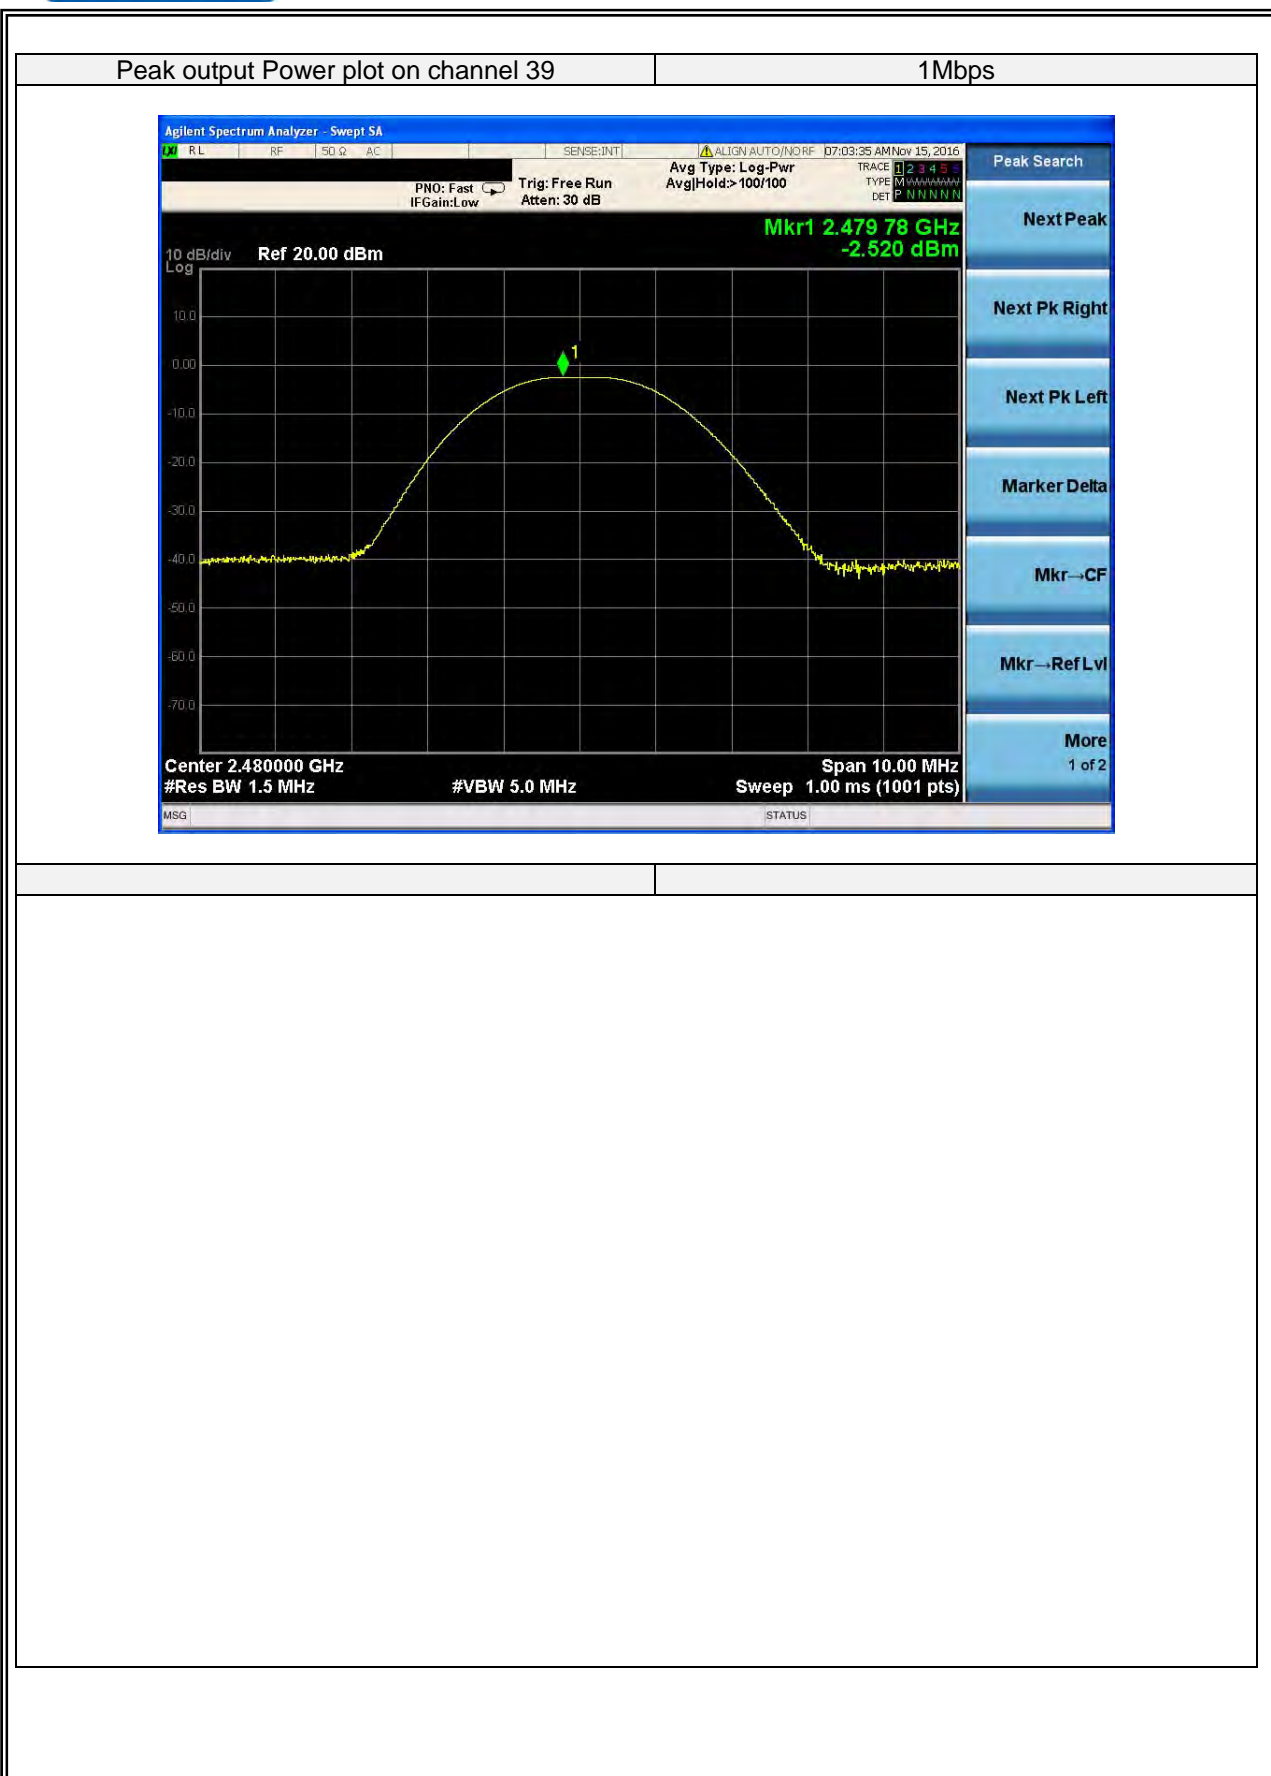 Peak output Power plot on channel 39 1Mbps
Agilent Spectrum Analyzer - Swept SA
LXI RL RF 50 Ω AC SENSE:INT ALIGN AUTO/NO RF 07:03:35 AM Nov 15, 2016
Peak Search
Avg Type: Log-Pwr TRACE 1 2 3 4 5 6
PNO: Fast Trig: Free Run Avg|Hold:>100/100 TYPE M
IFGain:Low Atten: 30 dB DET P N N N N N
Next Peak
Mkr1 2.479 78 GHz
-2.520 dBm
10 dB/div Ref 20.00 dBm
Log
10.0
Next Pk Right
1
0.00
Next Pk Left
-10.0
-20.0
Marker Delta
-30.0
-40.0
Mkr→CF
-50.0
-60.0
Mkr→Ref Lvl
-70.0
More
1 of 2
Center 2.480000 GHz Span 10.00 MHz
#Res BW 1.5 MHz #VBW 5.0 MHz Sweep 1.00 ms (1001 pts)
MSG STATUS